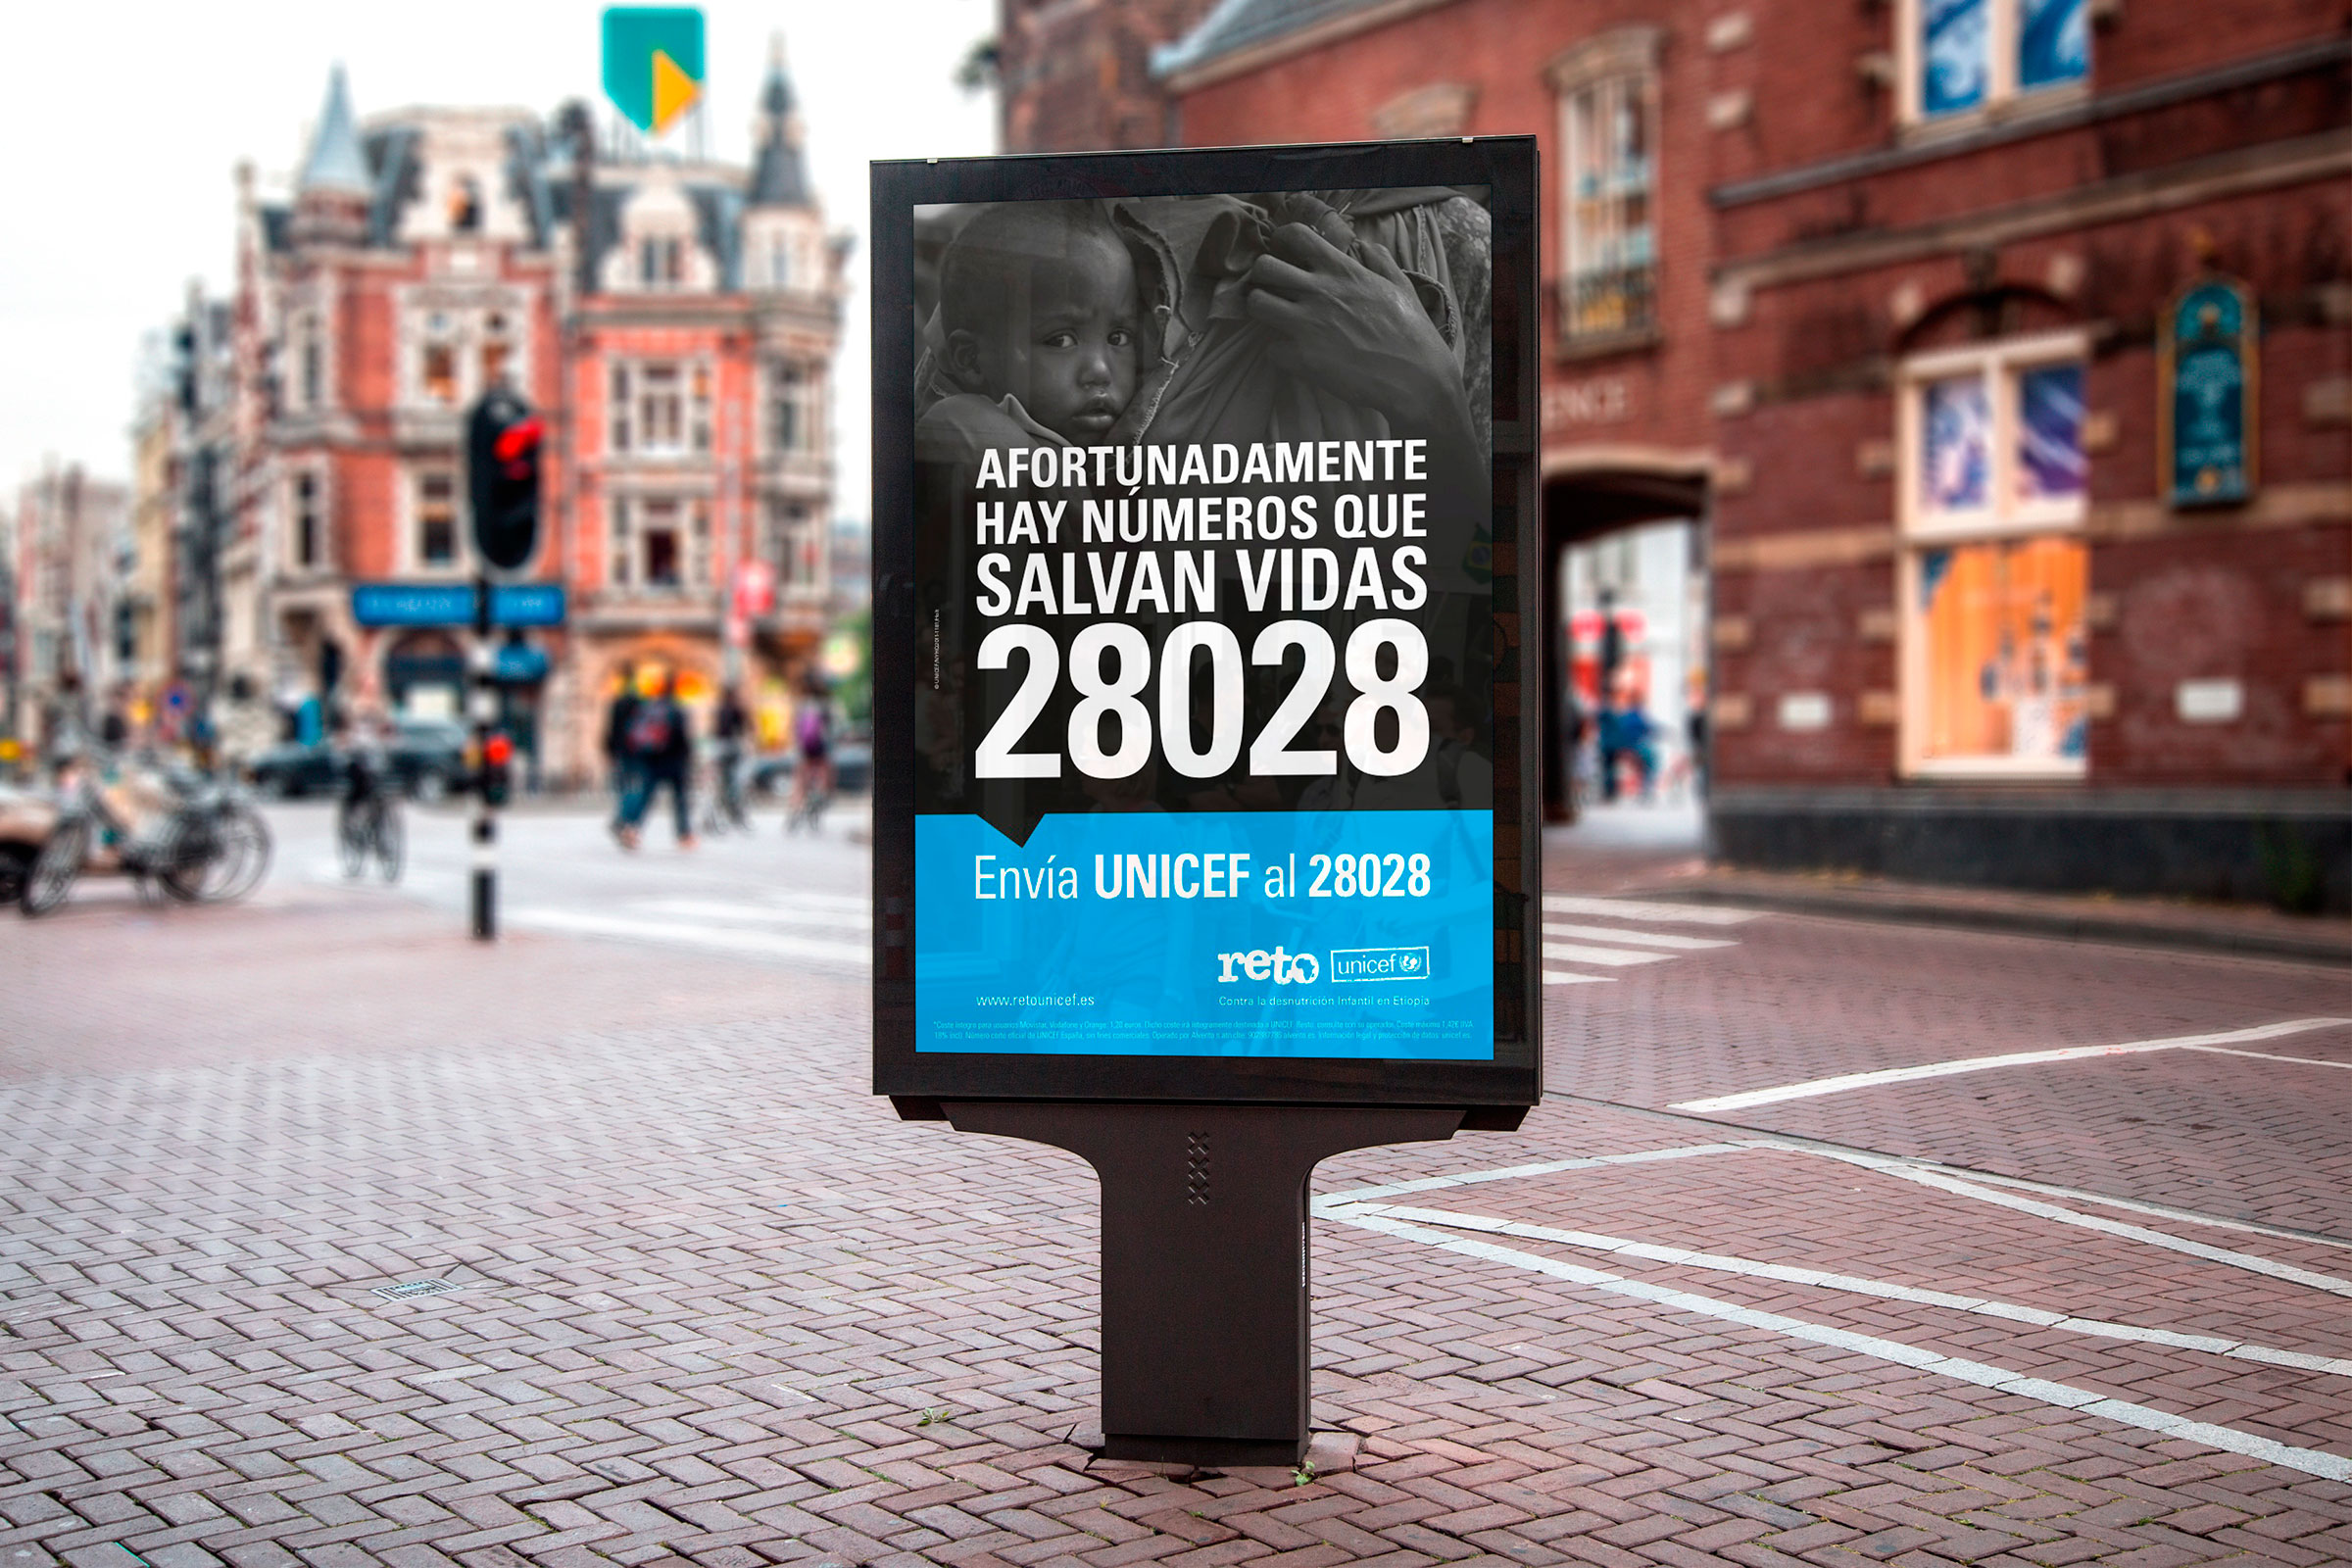 AFORTUNADAMENTE
HAY NÚMEROS QUE
SALVAN VIDAS
28028
Envía UNICEF al 28028
reto unicef
www.retounicef.es
Contra la desnutrición Infantil en Etiopía
ENCE